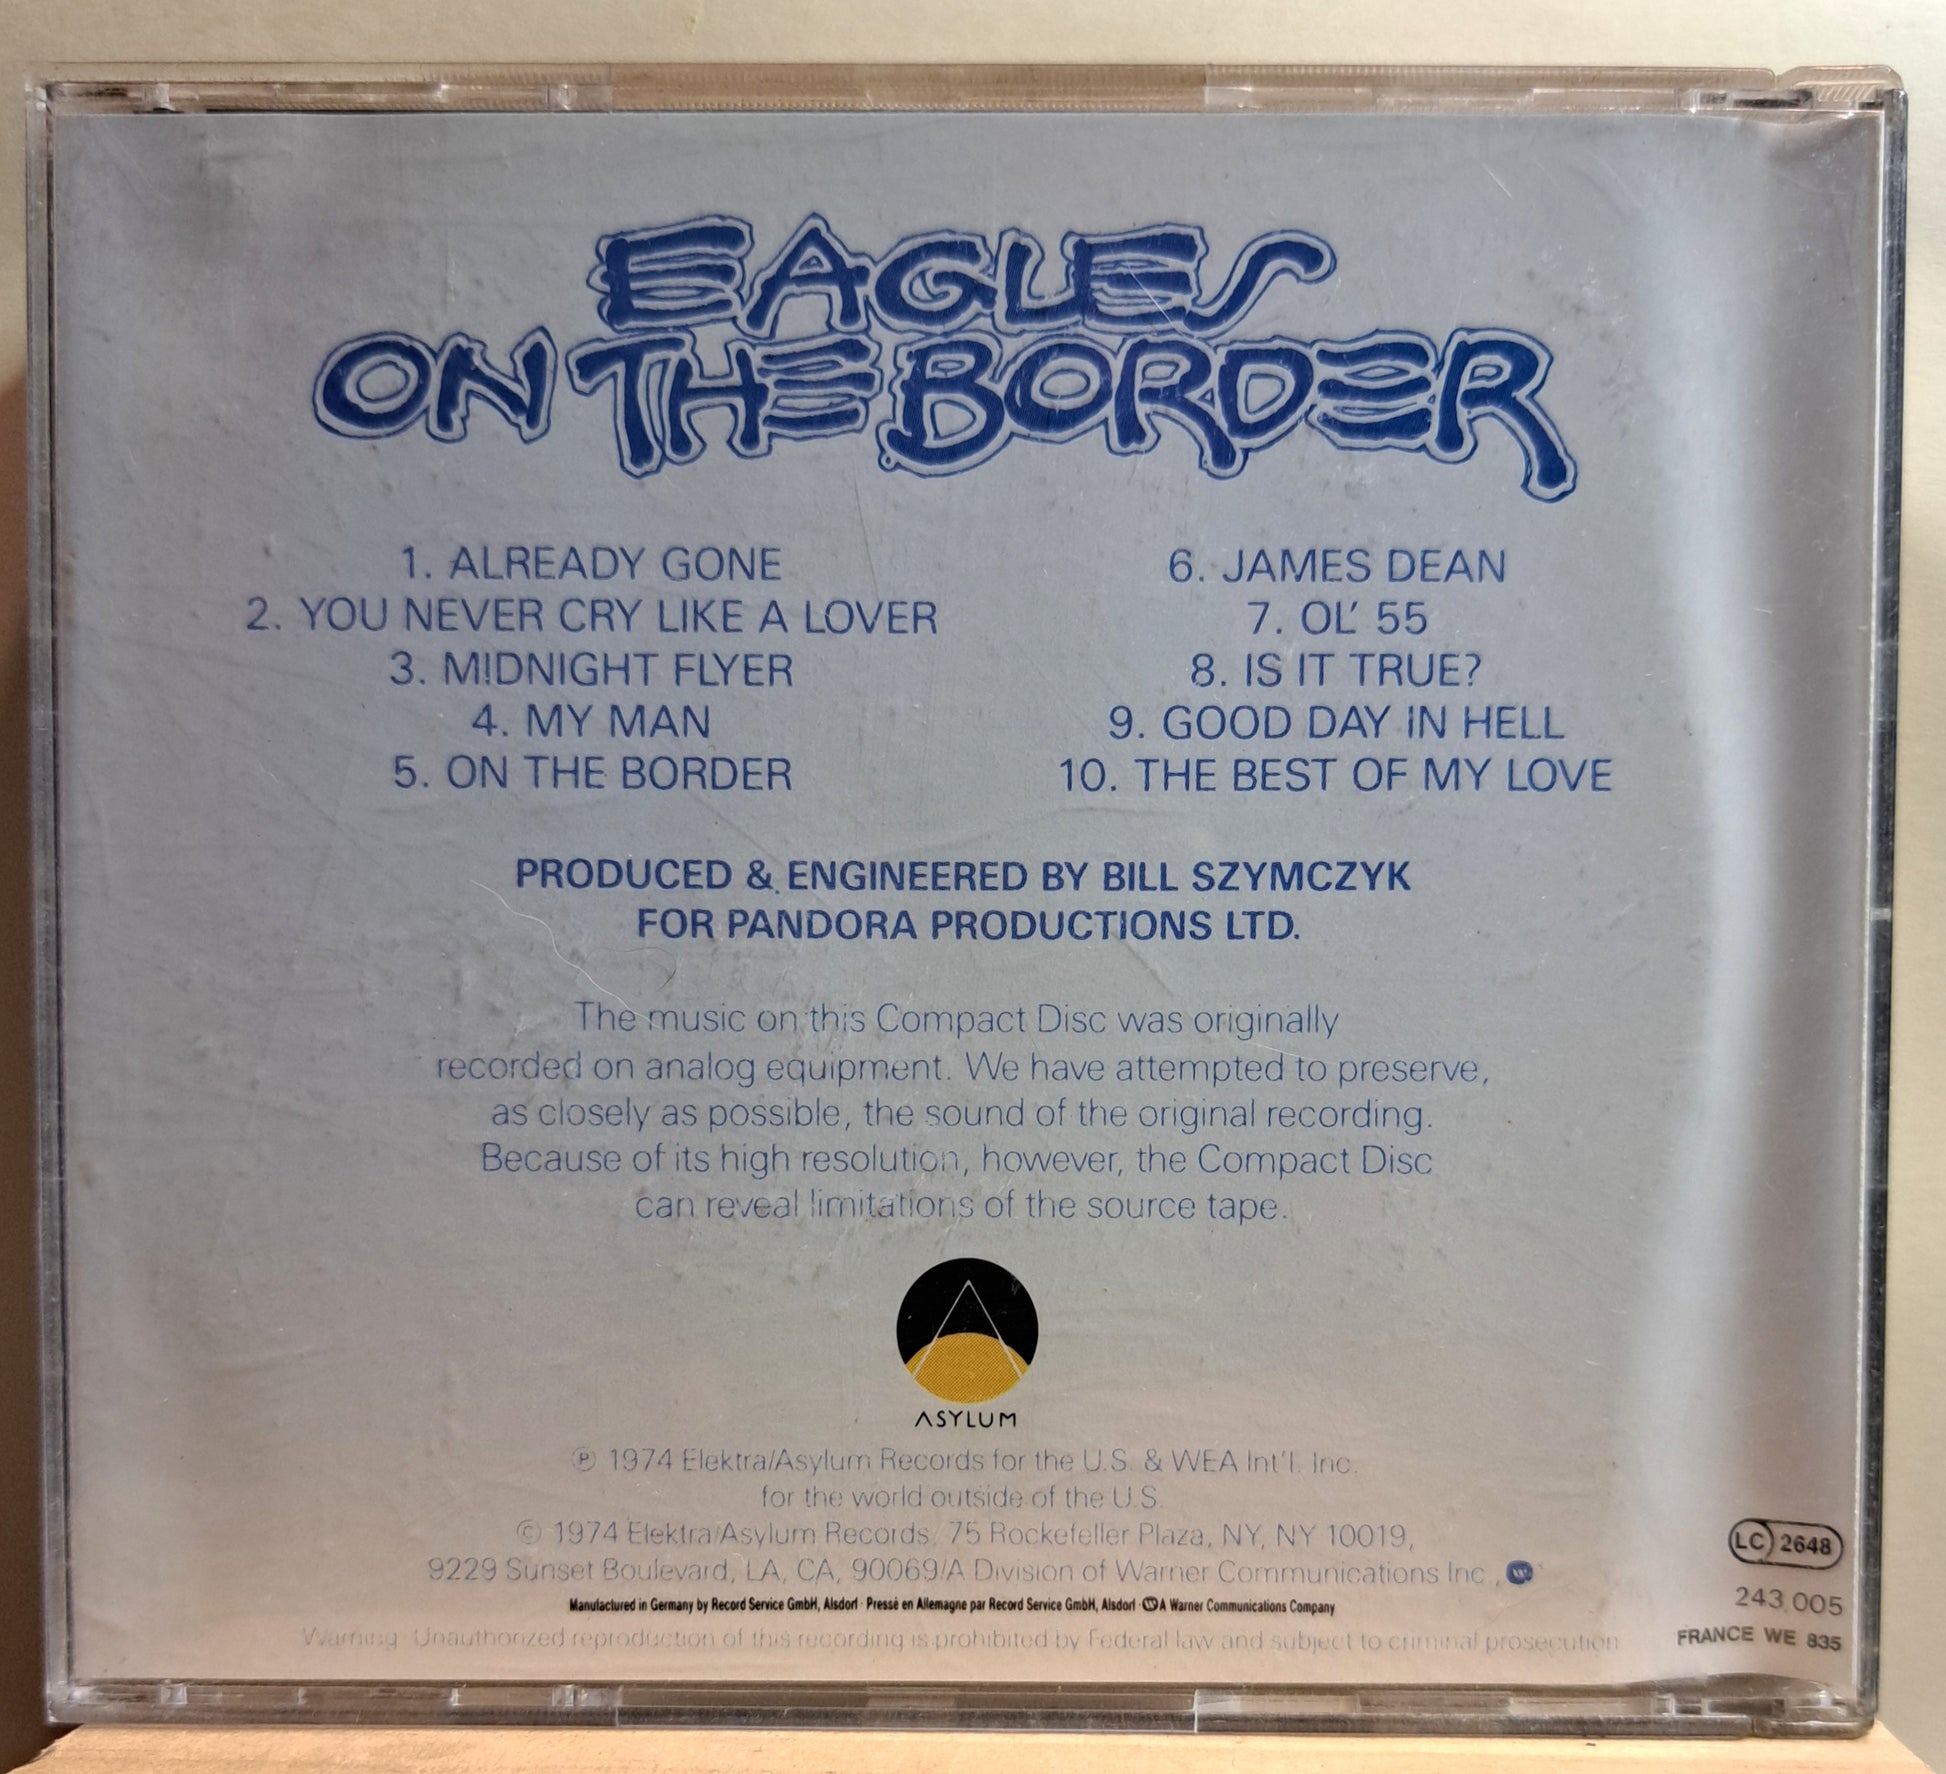 EAGLES
ON THE BORDER
1. ALREADY GONE
2. YOU NEVER CRY LIKE A LOVER
3. MIDNIGHT FLYER
4. MY MAN
5. ON THE BORDER
6. JAMES DEAN
7. OL' 55
8. IS IT TRUE?
9. GOOD DAY IN HELL
10. THE BEST OF MY LOVE
PRODUCED & ENGINEERED BY BILL SZYMCZYK
FOR PANDORA PRODUCTIONS LTD.
The music on this Compact Disc was originally
recorded on analog equipment. We have attempted to preserve,
as closely as possible, the sound of the original recording.
Because of its high resolution, however, the Compact Disc
can reveal limitations of the source tape.
ASYLUM
℗ 1974 Elektra/Asylum Records for the U.S. & WEA Int'l. Inc.
for the world outside of the U.S.
© 1974 Elektra/Asylum Records, 75 Rockefeller Plaza, NY, NY 10019,
9229 Sunset Boulevard, LA, CA, 90069/A Division of Warner Communications Inc.,
Manufactured in Germany by Record Service GmbH, Alsdorf · Pressé en Allemagne par Record Service GmbH, Alsdorf · A Warner Communications Company
Warning: Unauthorized reproduction of this recording is prohibited by Federal law and subject to criminal prosecution
LC 2648
243 005
FRANCE WE 835